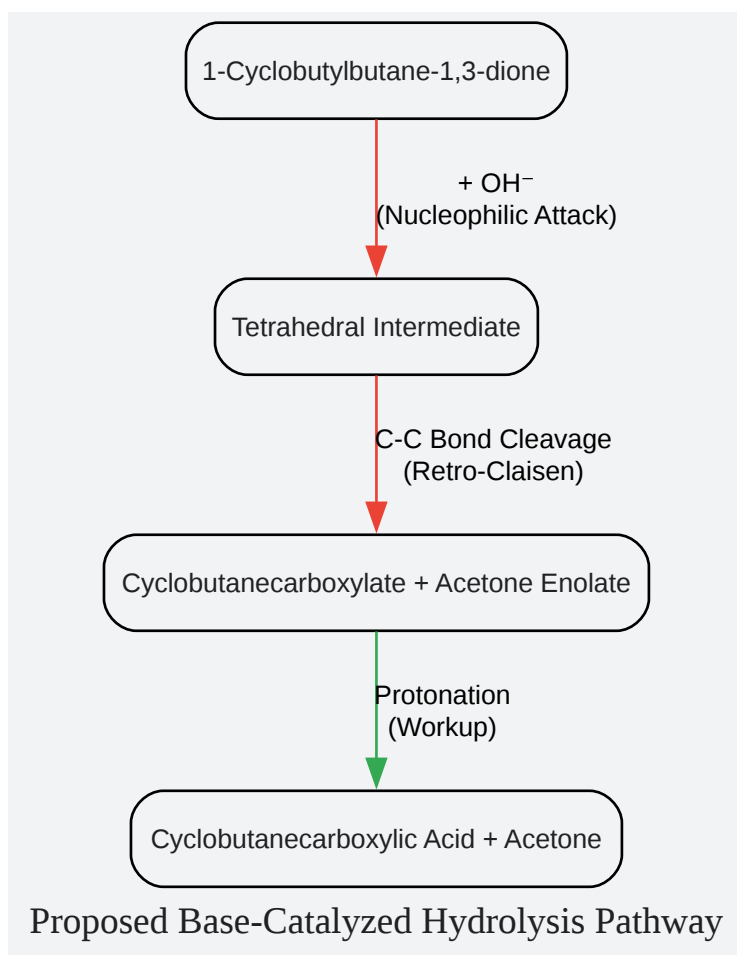 1-Cyclobutylbutane-1,3-dione
+ OH⁻
(Nucleophilic Attack)
Tetrahedral Intermediate
C-C Bond Cleavage
(Retro-Claisen)
Cyclobutanecarboxylate + Acetone Enolate
Protonation
(Workup)
Cyclobutanecarboxylic Acid + Acetone
Proposed Base-Catalyzed Hydrolysis Pathway